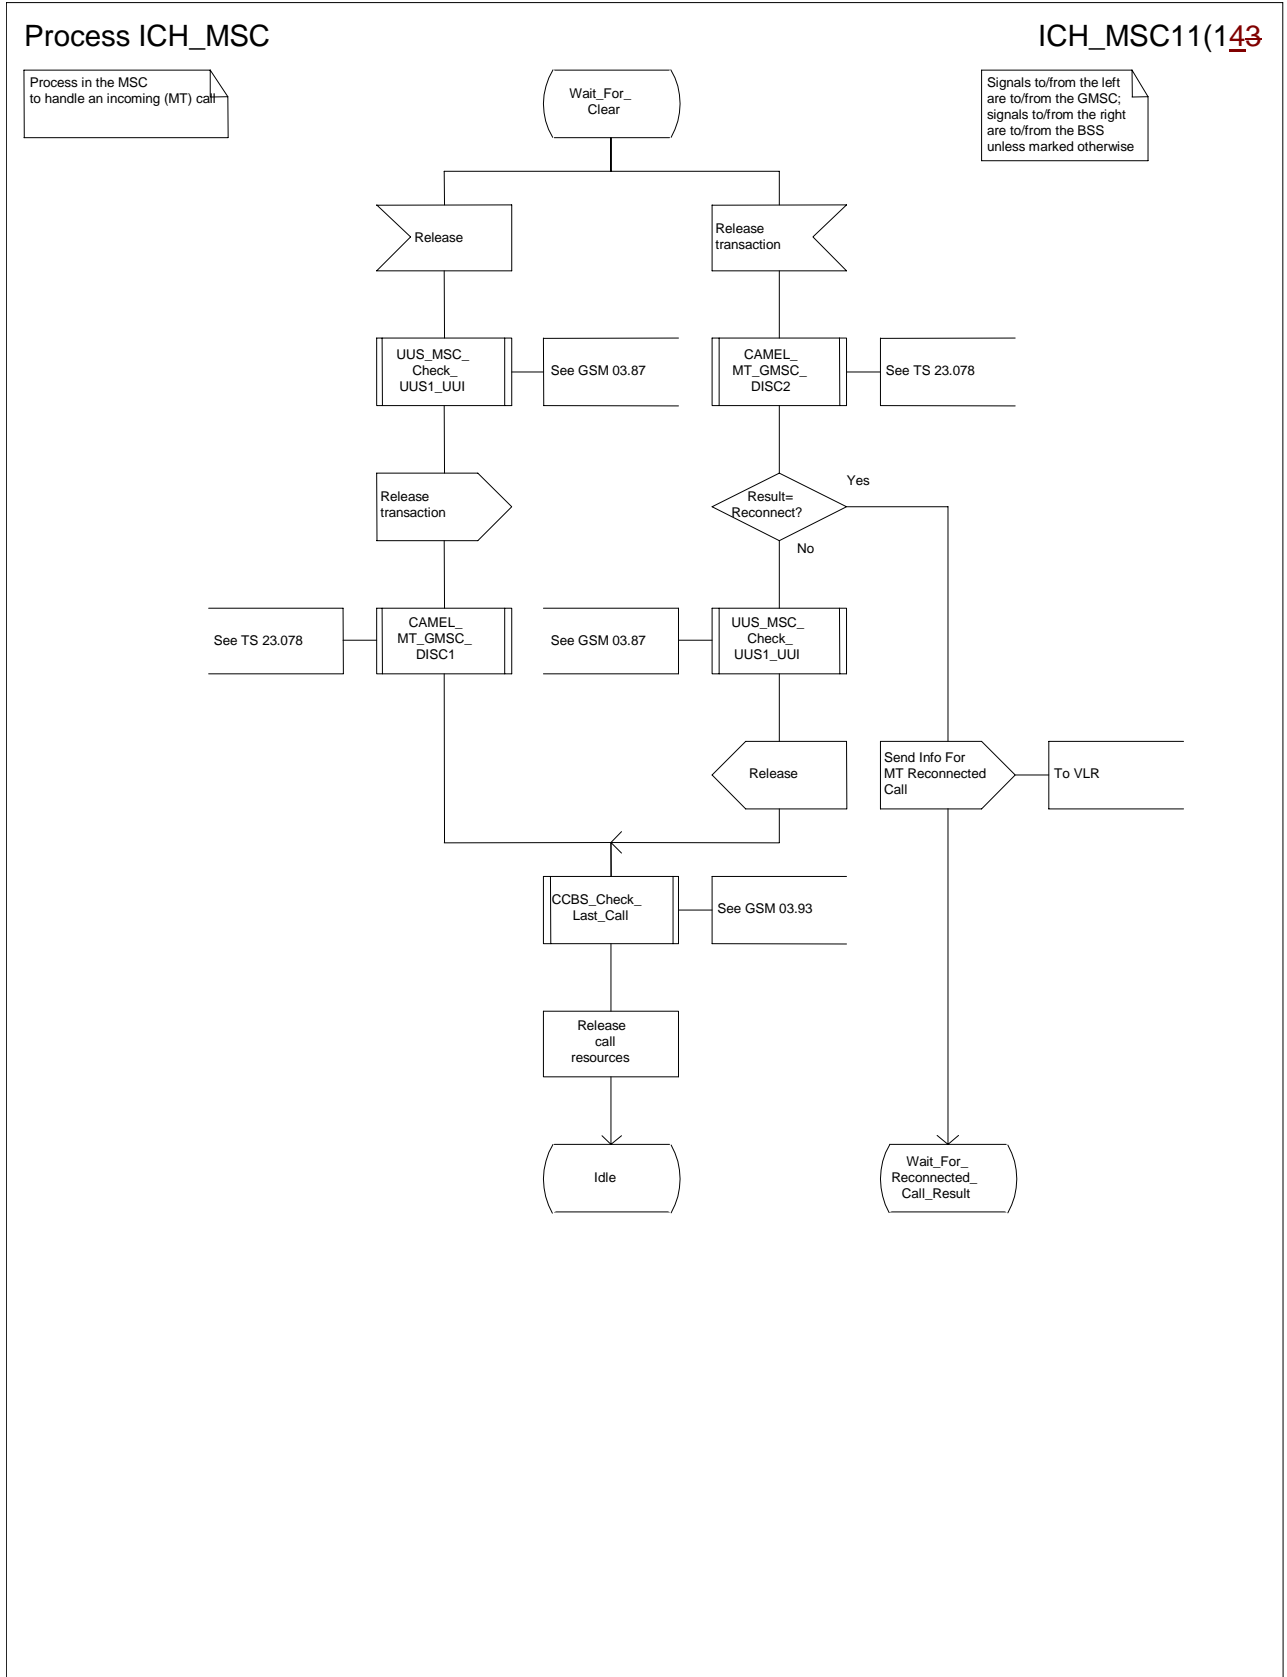 Process ICH_MSC
ICH_MSC11(143
Process in the MSC
to handle an incoming (MT) call
Wait_For_
Clear
Signals to/from the left
are to/from the GMSC;
signals to/from the right
are to/from the BSS
unless marked otherwise
Release
Release
transaction
UUS_MSC_
Check_
UUS1_UUI
See GSM 03.87
CAMEL_
MT_GMSC_
DISC2
See TS 23.078
Release
transaction
Result=
Reconnect?
Yes
No
See TS 23.078
CAMEL_
MT_GMSC_
DISC1
See GSM 03.87
UUS_MSC_
Check_
UUS1_UUI
Release
Send Info For
MT Reconnected
Call
To VLR
CCBS_Check_
Last_Call
See GSM 03.93
Release
call
resources
Idle
Wait_For_
Reconnected_
Call_Result